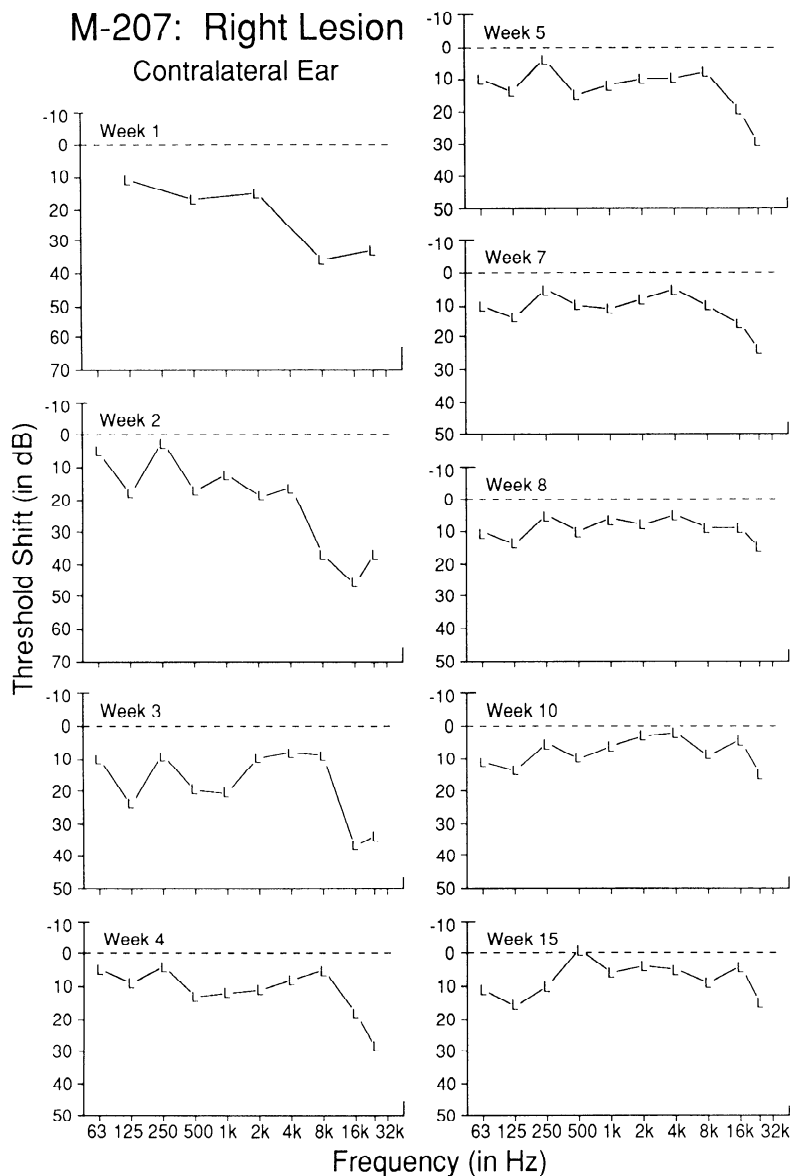 M-207: Right Lesion
Contralateral Ear
Threshold Shift (in dB)
Week 1
-10
0
10
20
30
40
50
60
70
L L L L L
Week 2
-10
0
10
20
30
40
50
60
70
L L L L L L L L L L
Week 3
-10
0
10
20
30
40
50
L L L L L L L L L L
Week 4
-10
0
10
20
30
40
50
L L L L L L L L L L
63 125 250 500 1k 2k 4k 8k 16k 32k
Week 5
-10
0
10
20
30
40
50
L L L L L L L L L L
Week 7
-10
0
10
20
30
40
50
L L L L L L L L L L
Week 8
-10
0
10
20
30
40
50
L L L L L L L L L L
Week 10
-10
0
10
20
30
40
50
L L L L L L L L L L
Week 15
-10
0
10
20
30
40
50
L L L L L L L L L L
63 125 250 500 1k 2k 4k 8k 16k 32k
Frequency (in Hz)